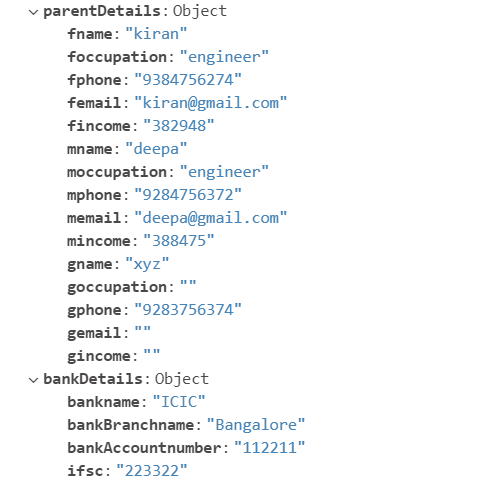 parentDetails: Object
fname: "kiran"
foccupation: "engineer"
fphone: "9384756274"
femail: "kiran@gmail.com"
fincome: "382948"
mname: "deepa"
moccupation: "engineer"
mphone: "9284756372"
memail: "deepa@gmail.com"
mincome: "388475"
gname: "xyz"
goccupation: ""
gphone: "9283756374"
gemail: ""
gincome: ""
bankDetails: Object
bankname: "ICIC"
bankBranchname: "Bangalore"
bankAccountnumber: "112211"
ifsc: "223322"